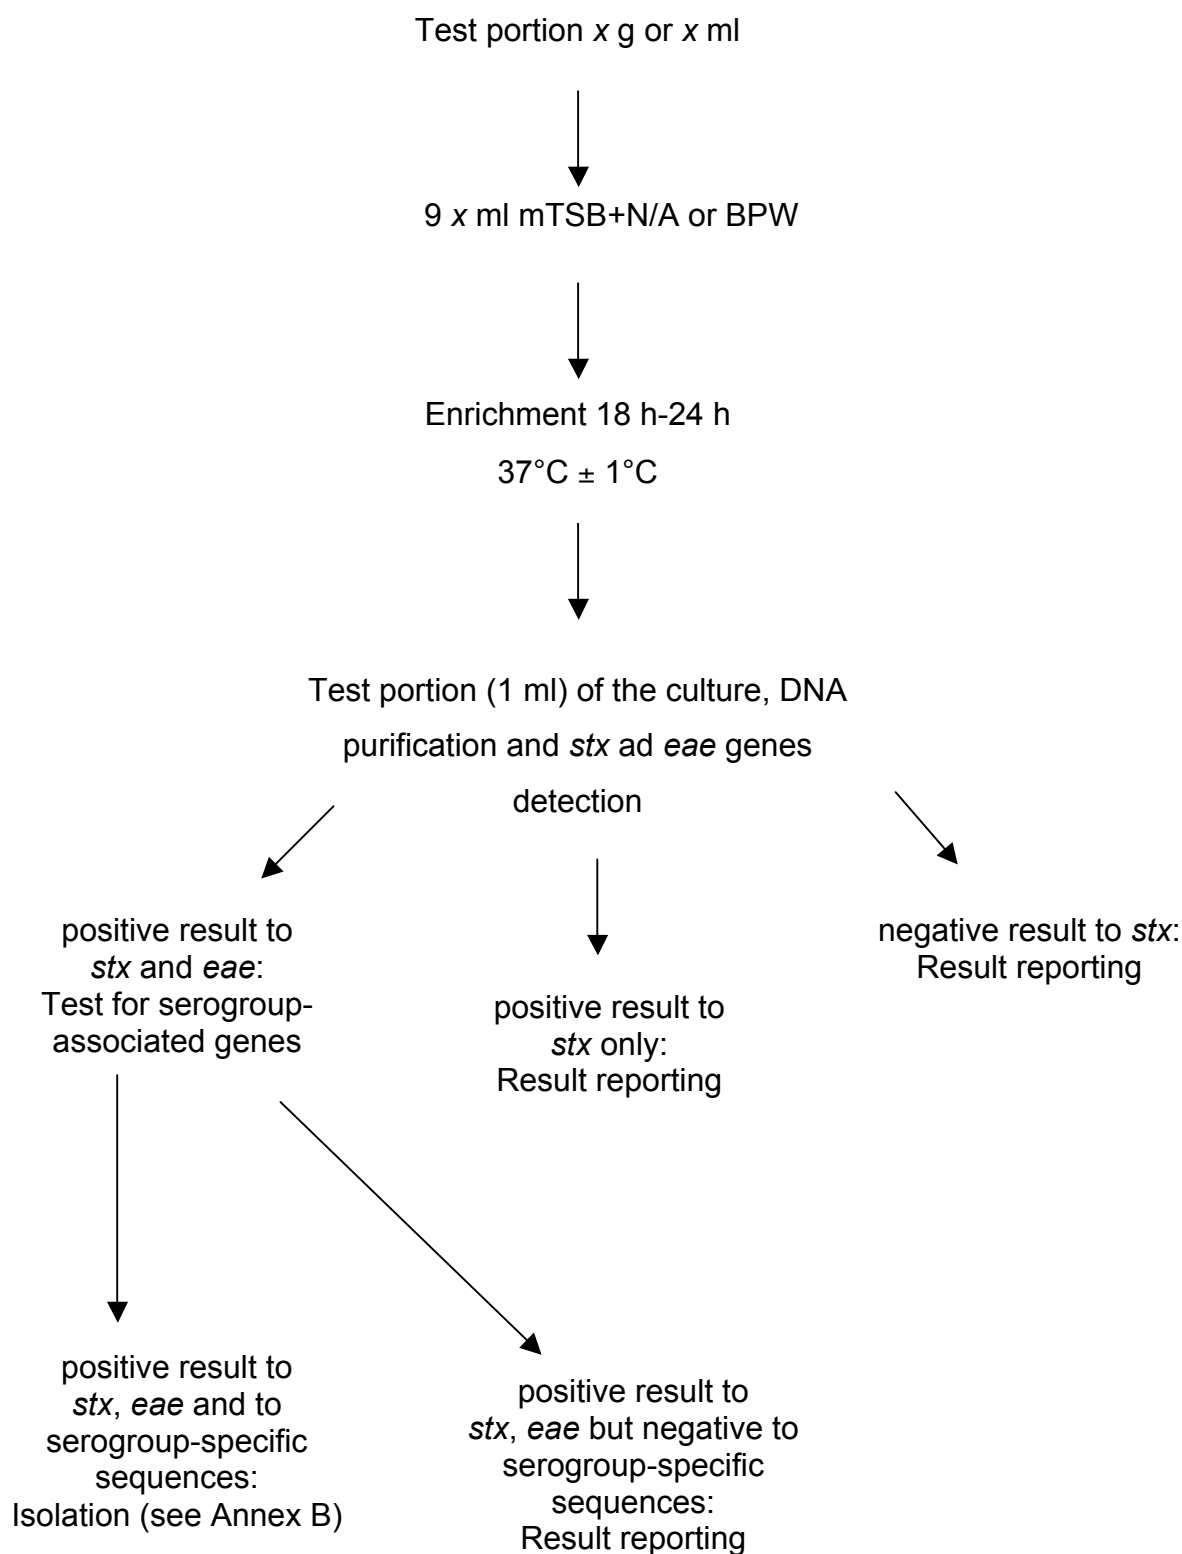 Test portion x g or x ml
9 x ml mTSB+N/A or BPW
Enrichment 18 h-24 h
37°C ± 1°C
Test portion (1 ml) of the culture, DNA
purification and stx ad eae genes
detection
positive result to
stx and eae:
Test for serogroup-
associated genes
positive result to
stx only:
Result reporting
negative result to stx:
Result reporting
positive result to
stx, eae and to
serogroup-specific
sequences:
Isolation (see Annex B)
positive result to
stx, eae but negative to
serogroup-specific
sequences:
Result reporting